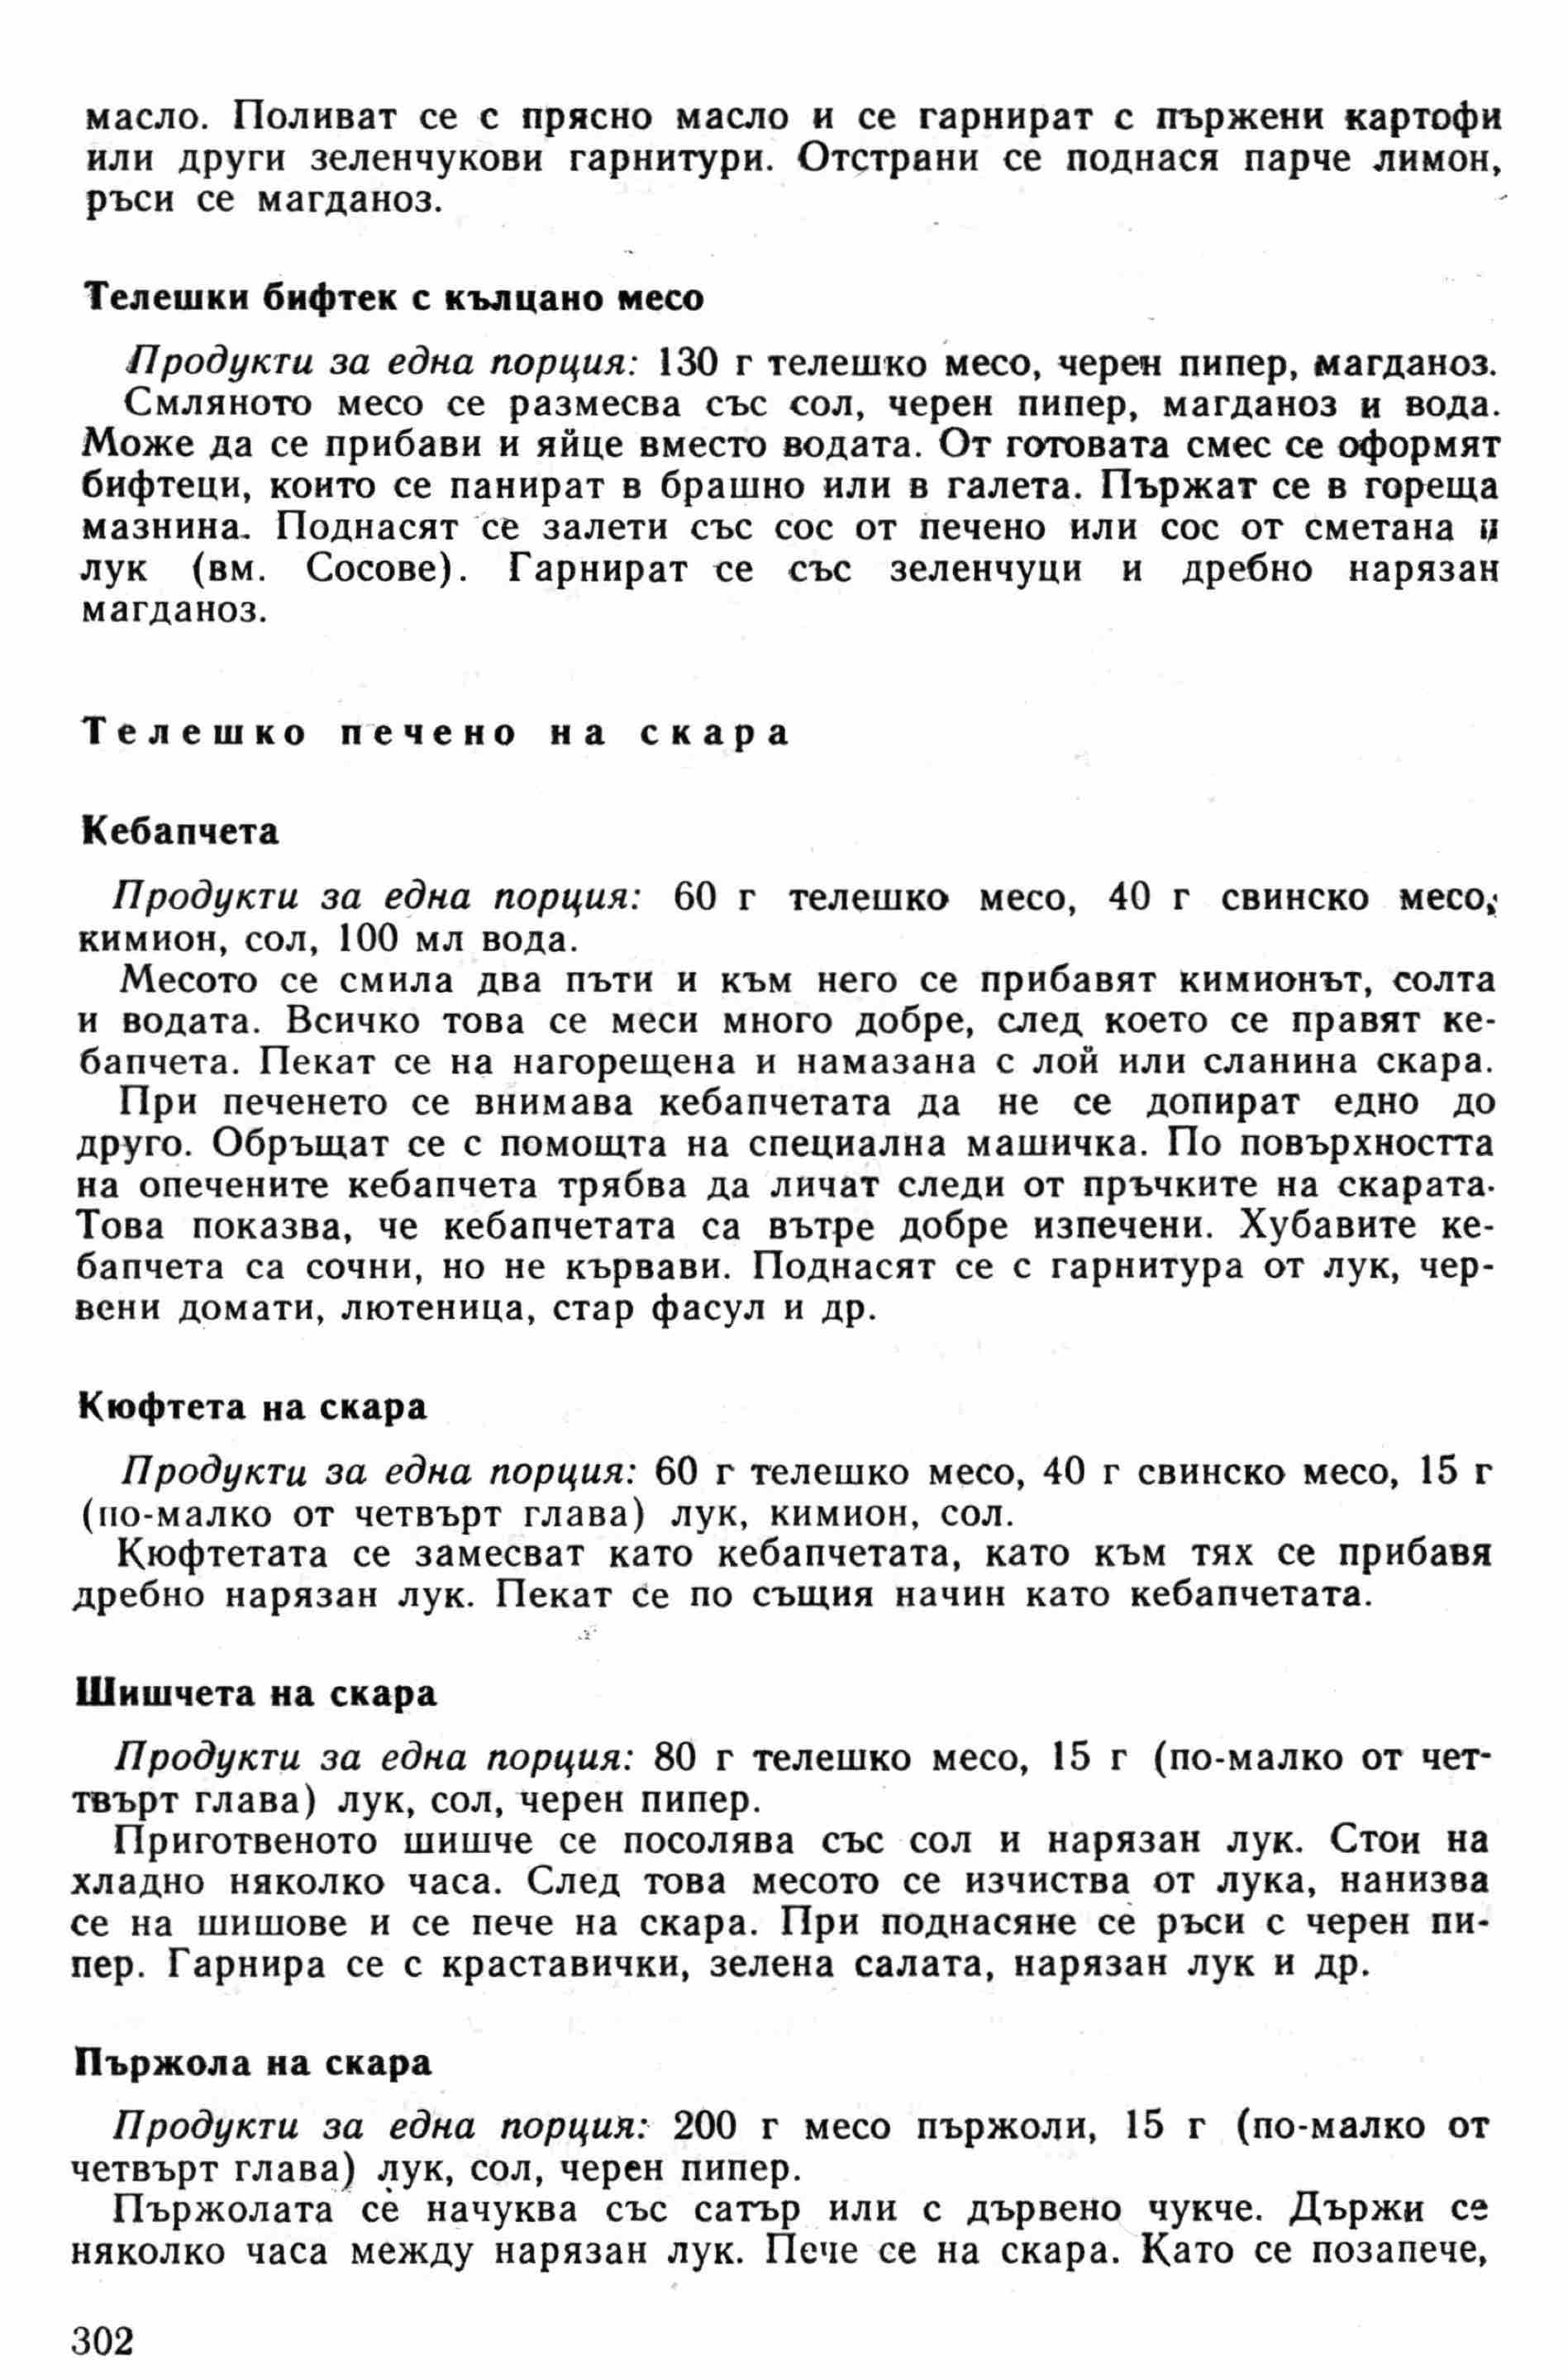 масло. Поливат се с прясно масло и се гарнират с пържени картофи
или други зеленчукови гарнитури. Отстрани се поднася парче лимон,
ръси се магданоз.
Телешки бифтек с кълцано месо
Продукти за една порция: 130 г телешко месо, черен пипер, магданоз.
Смляното месо се размесва със сол, черен пипер, магданоз и вода.
Може да се прибави и яйце вместо водата. От готовата смес се оформят
бифтеци, които се панират в брашно или в галета. Пържат се в гореща
мазнина. Поднасят се залети със сос от печено или сос от сметана и
лук (вм. Сосове). Гарнират се със зеленчуци и дребно нарязан
магданоз.
Телешко печено на скара
Кебапчета
Продукти за една порция: 60 г телешко месо, 40 г свинско месо,
кимион, сол, 100 мл вода.
Месото се смила два пъти и към него се прибавят кимионът, солта
и водата. Всичко това се меси много добре, след което се правят ке-
бапчета. Пекат се на нагорещена и намазана с лой или сланина скара.
При печенето се внимава кебапчетата да не се допират едно до
друго. Обръщат се с помощта на специална машичка. По повърхността
на опечените кебапчета трябва да личат следи от пръчките на скарата.
Това показва, че кебапчетата са вътре добре изпечени. Хубавите ке-
бапчета са сочни, но не кървави. Поднасят се с гарнитура от лук, чер-
вени домати, лютеница, стар фасул и др.
Кюфтета на скара
Продукти за една порция: 60 г телешко месо, 40 г свинско месо, 15 г
(по-малко от четвърт глава) лук, кимион, сол.
Кюфтетата се замесват като кебапчетата, като към тях се прибавя
дребно нарязан лук. Пекат се по същия начин като кебапчетата.
Шишчета на скара
Продукти за една порция: 80 г телешко месо, 15 г (по-малко от чет-
твърт глава) лук, сол, черен пипер.
Приготвеното шишче се посолява със сол и нарязан лук. Стои на
хладно няколко часа. След това месото се изчиства от лука, нанизва
се на шишове и се пече на скара. При поднасяне се ръси с черен пи-
пер. Гарнира се с краставички, зелена салата, нарязан лук и др.
Пържола на скара
Продукти за една порция: 200 г месо пържоли, 15 г (по-малко от
четвърт глава) лук, сол, черен пипер.
Пържолата се начуква със сатър или с дървено чукче. Държи се
няколко часа между нарязан лук. Пече се на скара. Като се позапече,
302